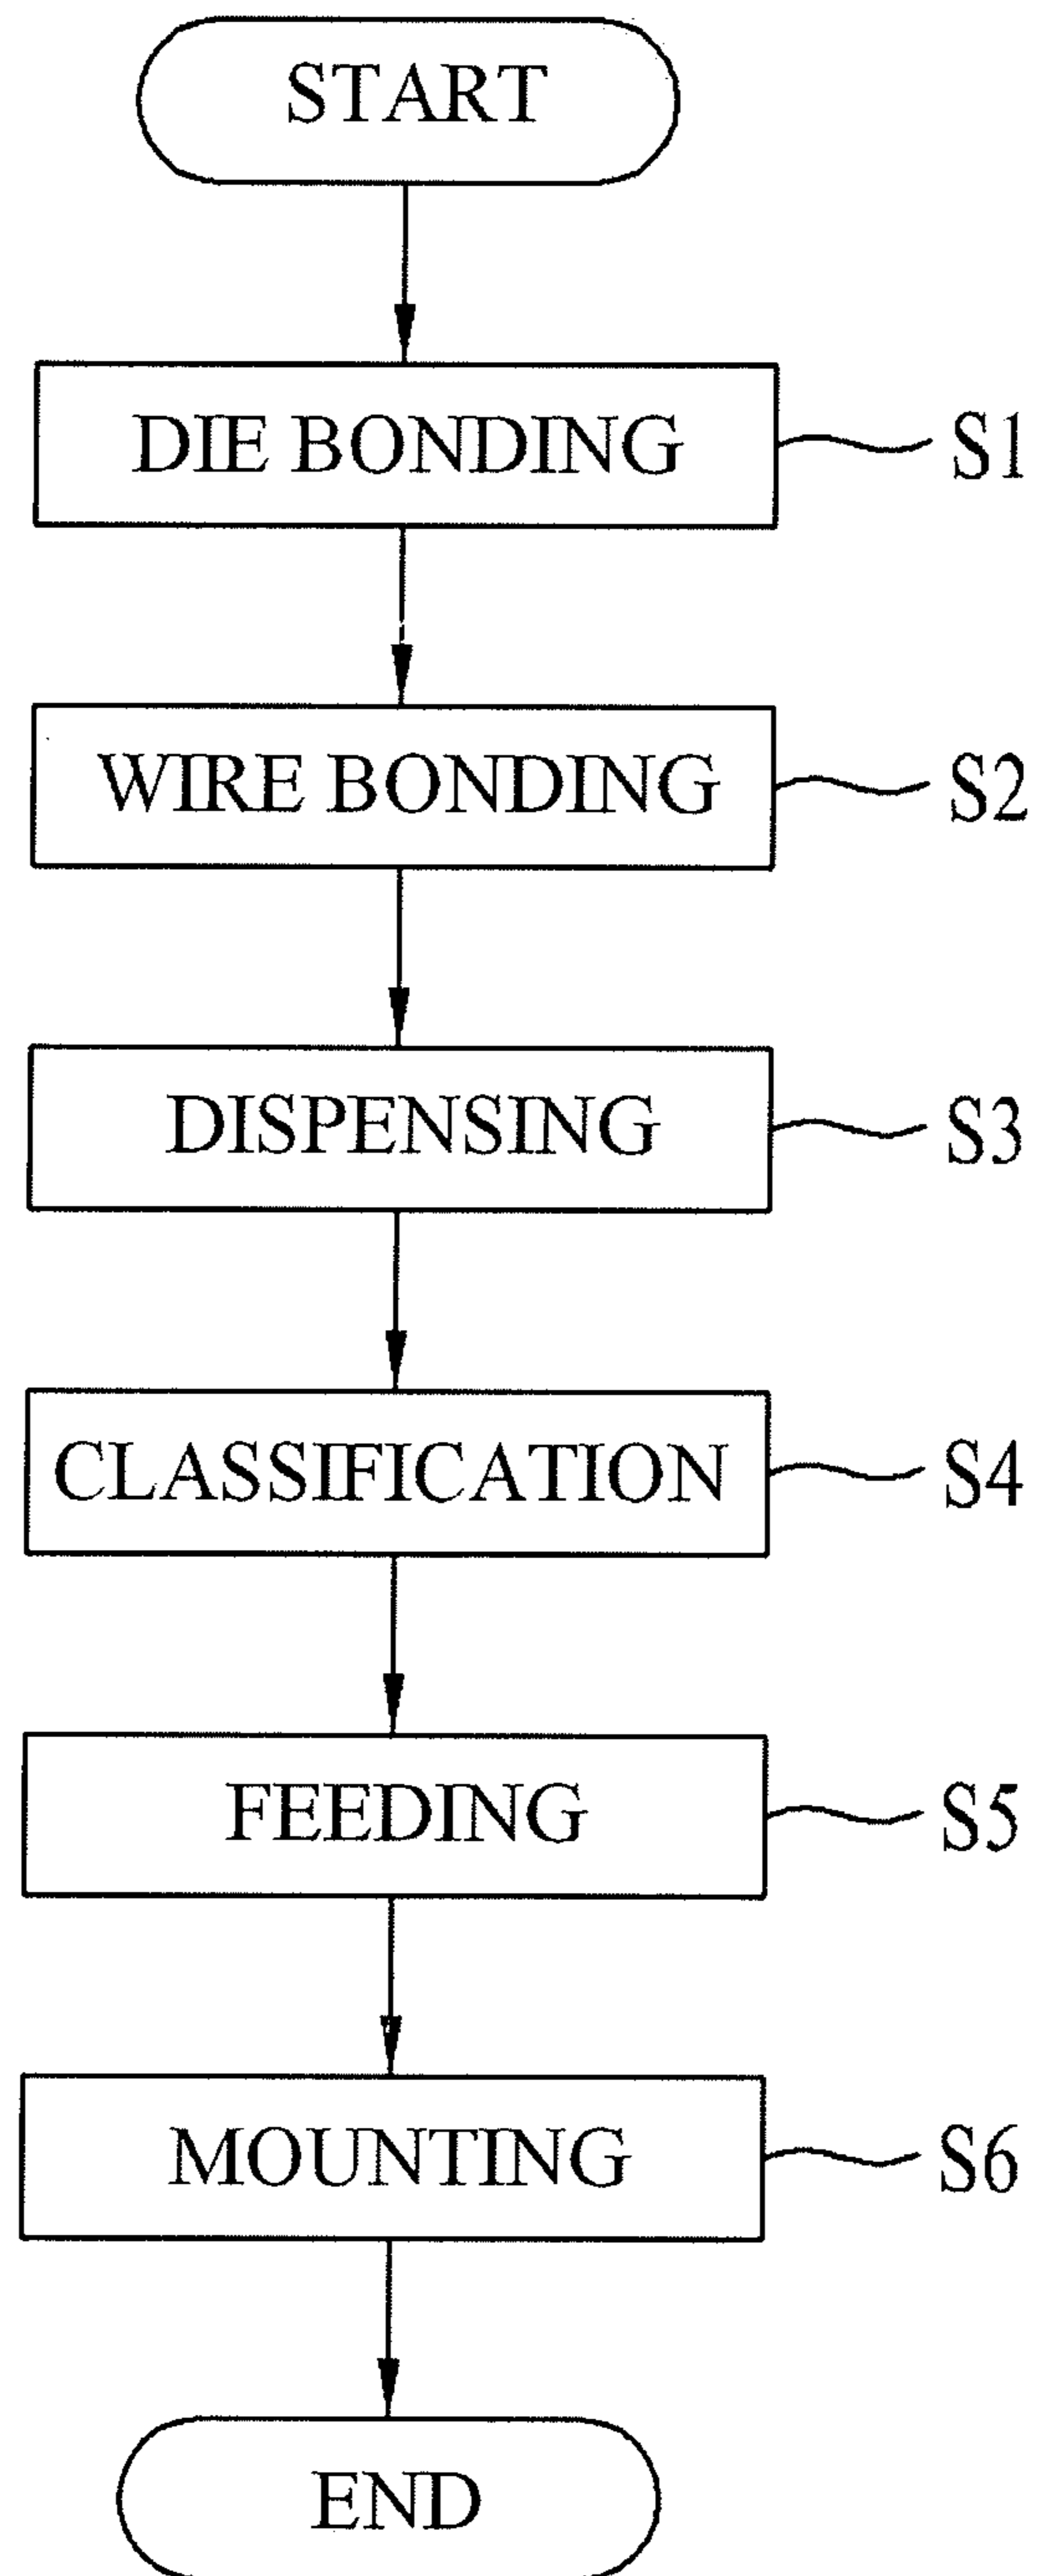 START
DIE BONDING S1
WIRE BONDING S2
DISPENSING S3
CLASSIFICATION S4
FEEDING S5
MOUNTING S6
END